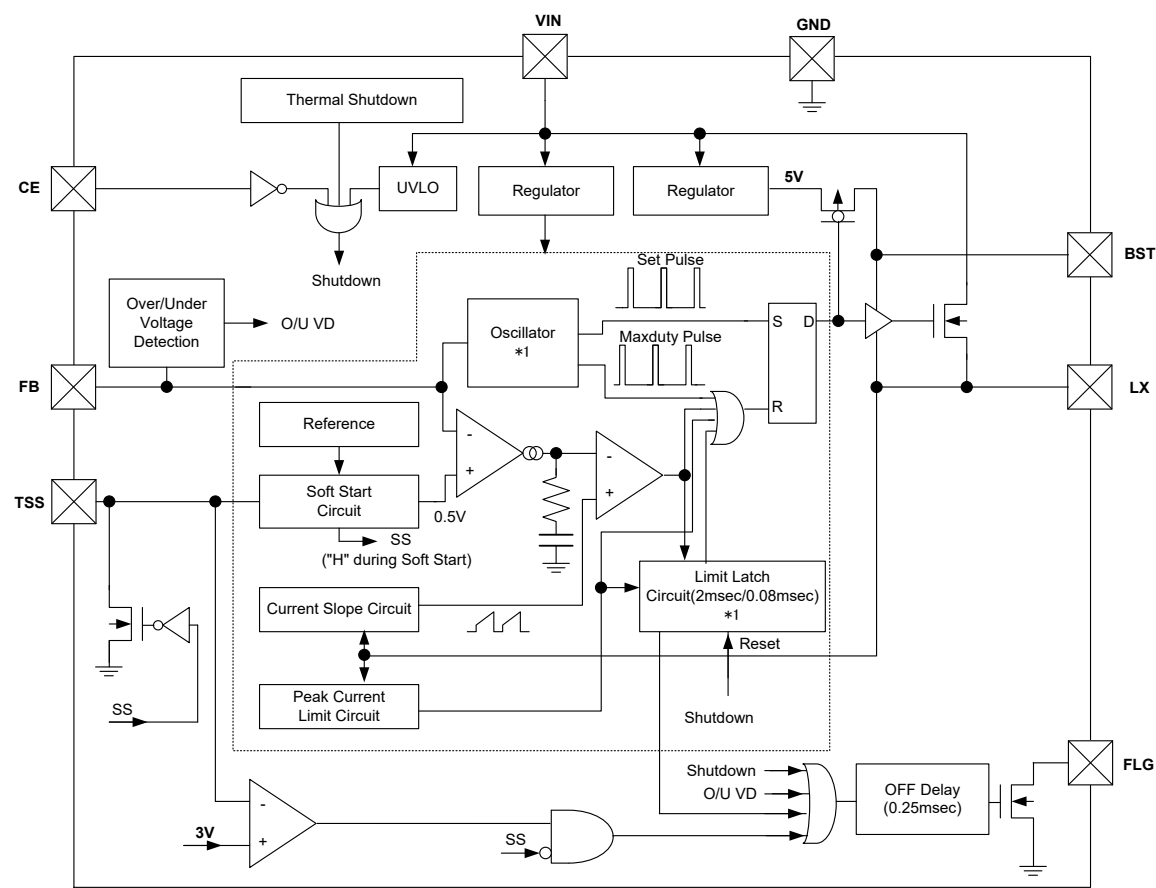 VIN
GND
Thermal Shutdown
CE
UVLO
Regulator
Regulator
5V
BST
Shutdown
Set Pulse
Over/Under
Voltage
Detection
O/U VD
Oscillator
*1
S
D
Maxduty Pulse
FB
LX
R
Reference
-
+
-
+
TSS
Soft Start
Circuit
0.5V
SS
("H" during Soft Start)
Limit Latch
Circuit(2msec/0.08msec)
*1
Current Slope Circuit
Reset
Peak Current
Limit Circuit
SS
Shutdown
FLG
Shutdown
O/U VD
OFF Delay
(0.25msec)
-
3V
+
SS